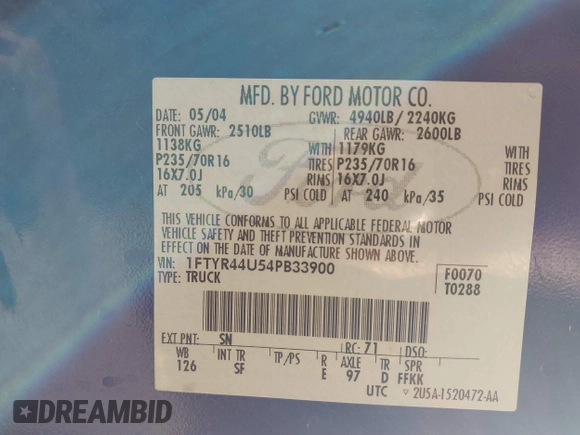 MFD. BY FORD MOTOR CO.
DATE: 05/04 GVWR: 4940LB/ 2240KG
FRONT GAWR: 2510LB REAR GAWR: 2600LB
1138KG WITH 1179KG WITH
P235/70R16 TIRES P235/70R16 TIRES
16X7.0J RIMS 16X7.0J RIMS
AT 205 kPa/30 PSI COLD AT 240 kPa/35 PSI COLD
Ford
THIS VEHICLE CONFORMS TO ALL APPLICABLE FEDERAL MOTOR
VEHICLE SAFETY AND THEFT PREVENTION STANDARDS IN
EFFECT ON THE DATE OF MANUFACTURE SHOWN ABOVE.
VIN: 1FTYR44U54PB33900 F0070
TYPE: TRUCK T0288
EXT PNT: SN RC: 71 DSO:
WB INT TR TP/PS R AXLE TR SPR
126 SF E 97 D FFKK
UTC 2U5A-1520472-AA
DREAMBID